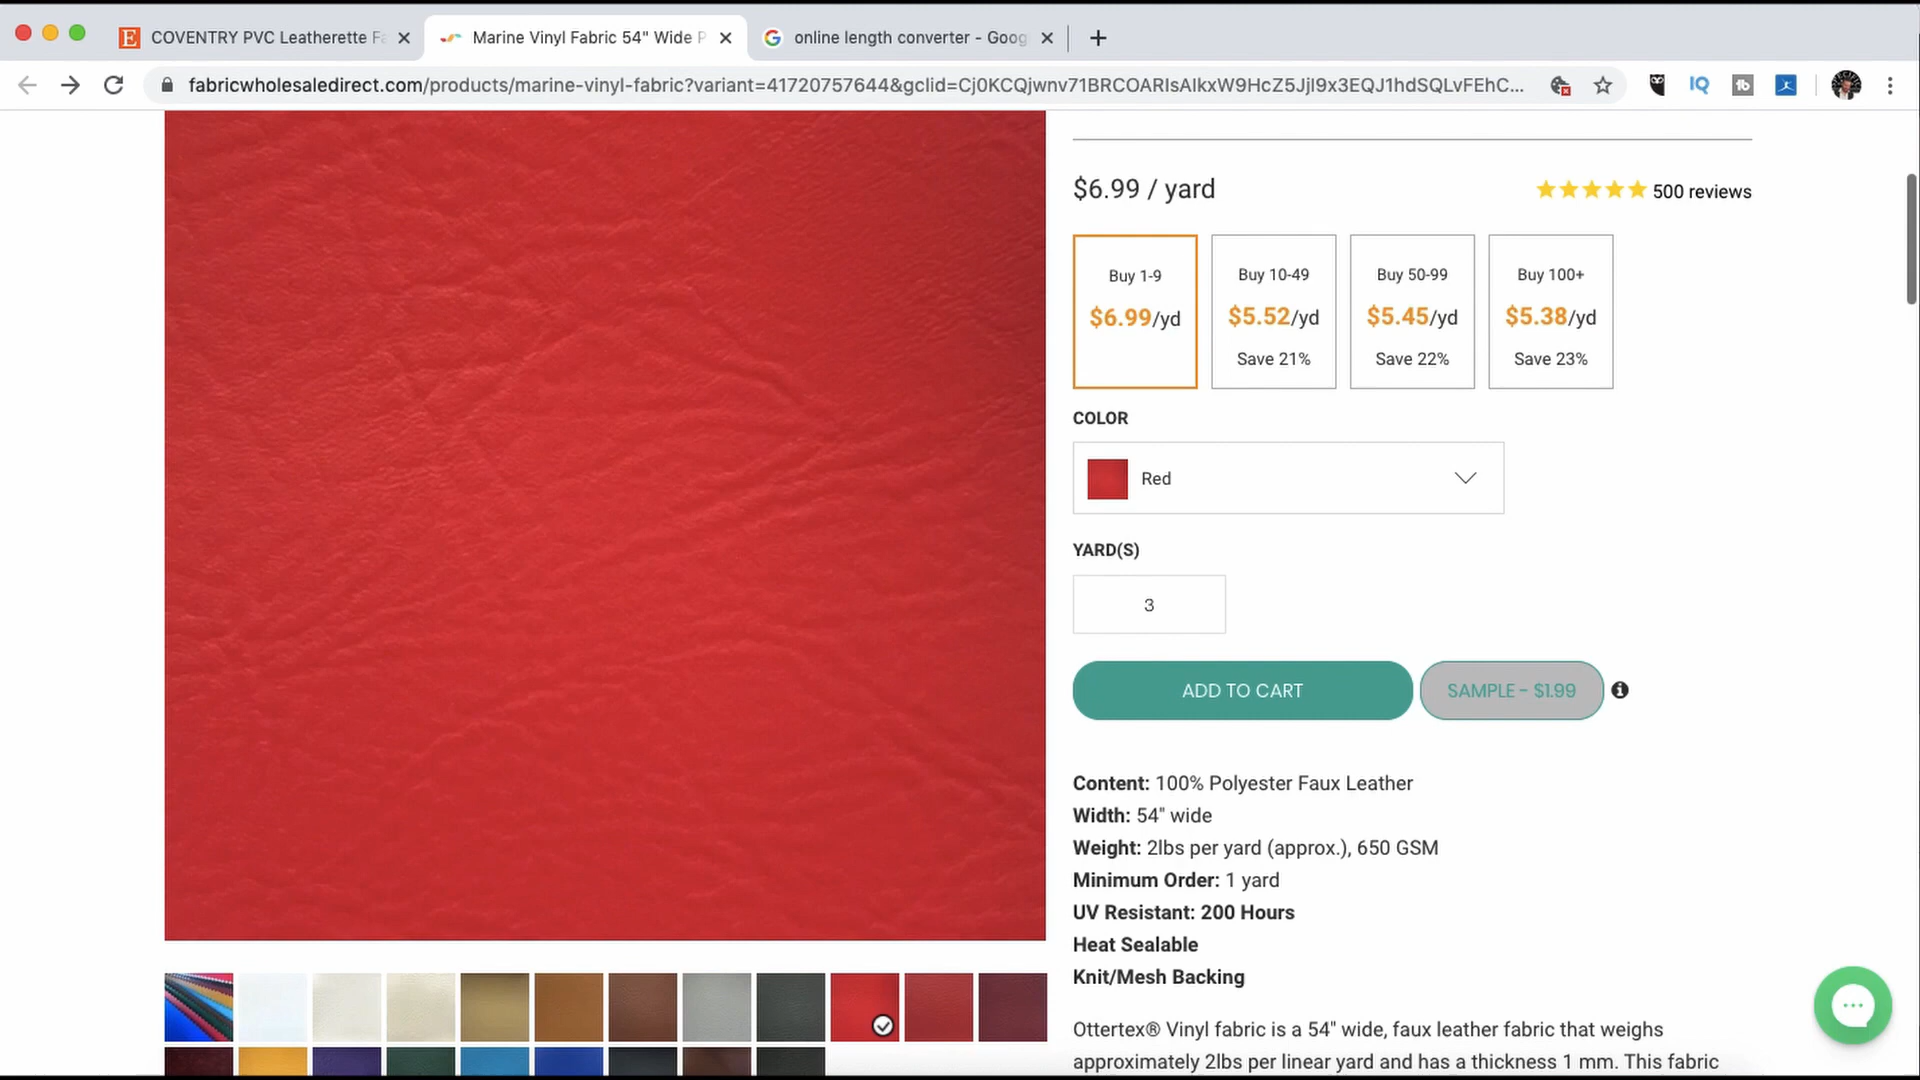 COVENTRY PVC Leatherette Fa
Marine Vinyl Fabric 54" Wide P
online length converter - Goog
fabricwholesaledirect.com/products/marine-vinyl-fabric?variant=41720757644&gclid=Cj0KCQjwnv71BRCOARIsAIkxW9HcZ5JjI9x3EQJ1hdSQLvFEhC...
IQ
tb
$6.99 / yard
500 reviews
Buy 1-9
$6.99/yd
Buy 10-49
$5.52/yd
Save 21%
Buy 50-99
$5.45/yd
Save 22%
Buy 100+
$5.38/yd
Save 23%
COLOR
Red
YARD(S)
3
ADD TO CART
SAMPLE - $1.99
Content: 100% Polyester Faux Leather
Width: 54" wide
Weight: 2lbs per yard (approx.), 650 GSM
Minimum Order: 1 yard
UV Resistant: 200 Hours
Heat Sealable
Knit/Mesh Backing
Ottertex® Vinyl fabric is a 54" wide, faux leather fabric that weighs
approximately 2lbs per linear yard and has a thickness 1 mm. This fabric